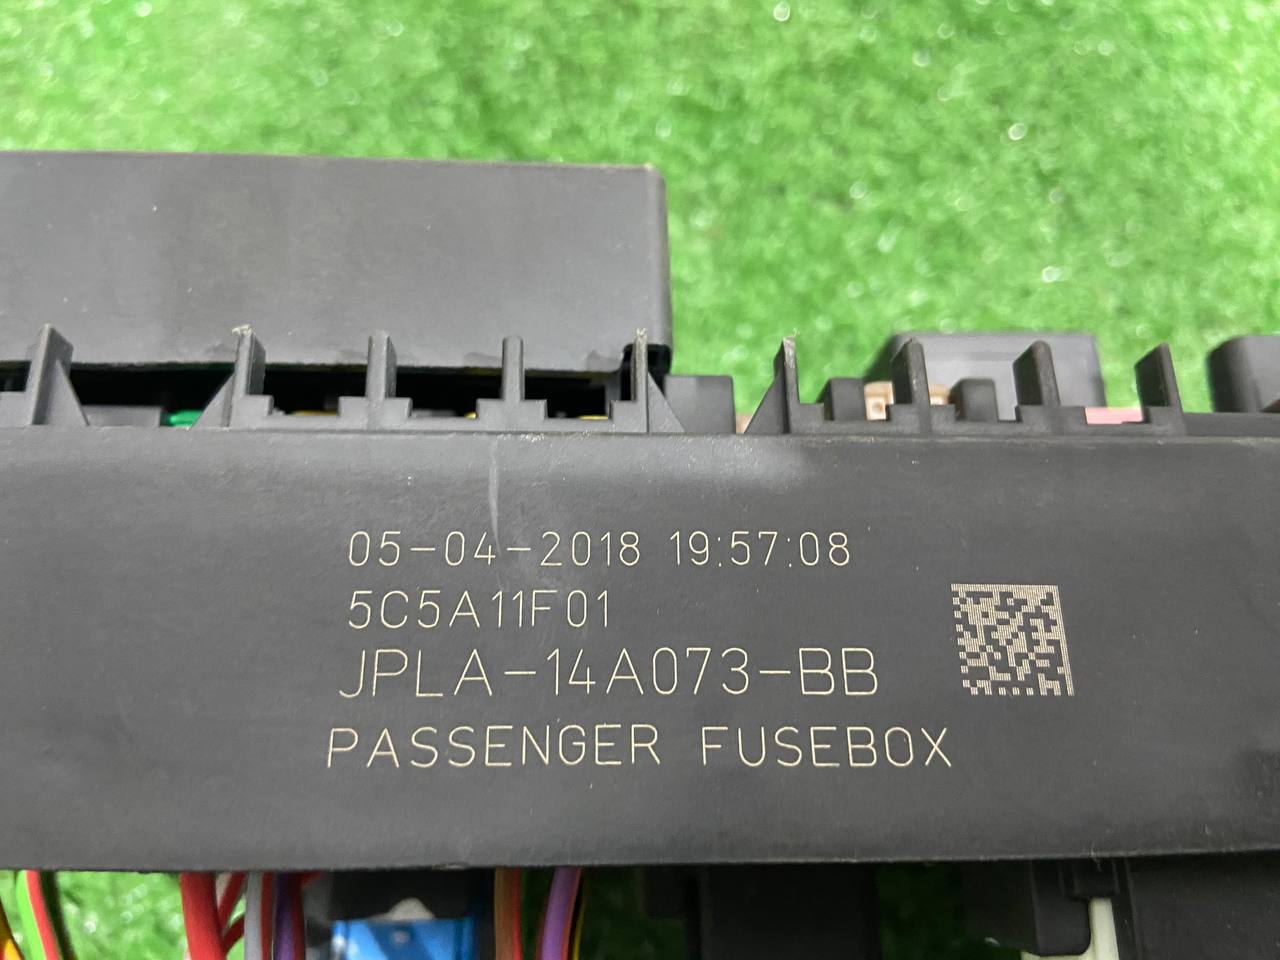 05-04-2018 19:57:08
5C5A11F01
JPLA-14A073-BB
PASSENGER FUSEBOX